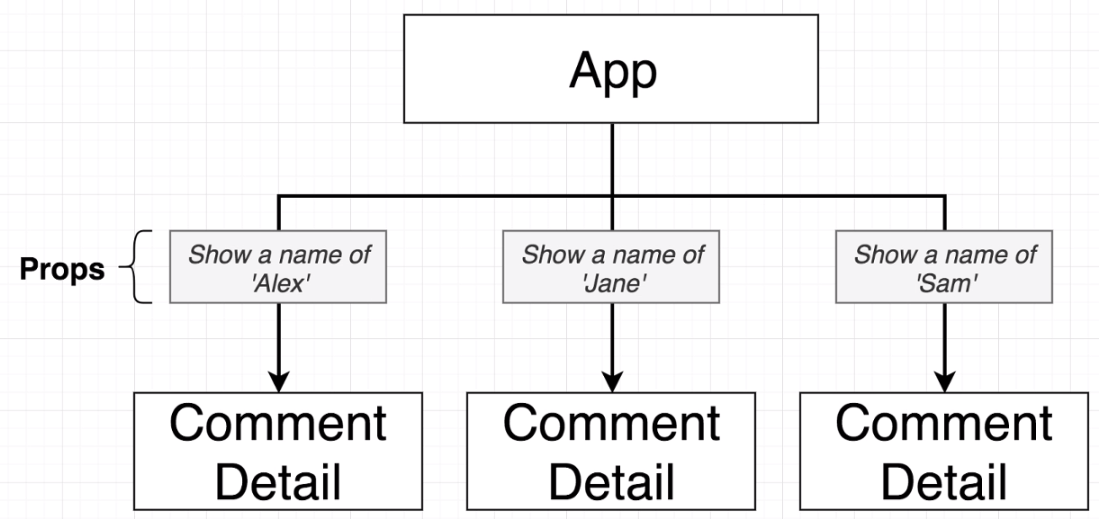 App
Props
Show a name of
'Alex'
Show a name of
'Jane'
Show a name of
'Sam'
Comment
Detail
Comment
Detail
Comment
Detail